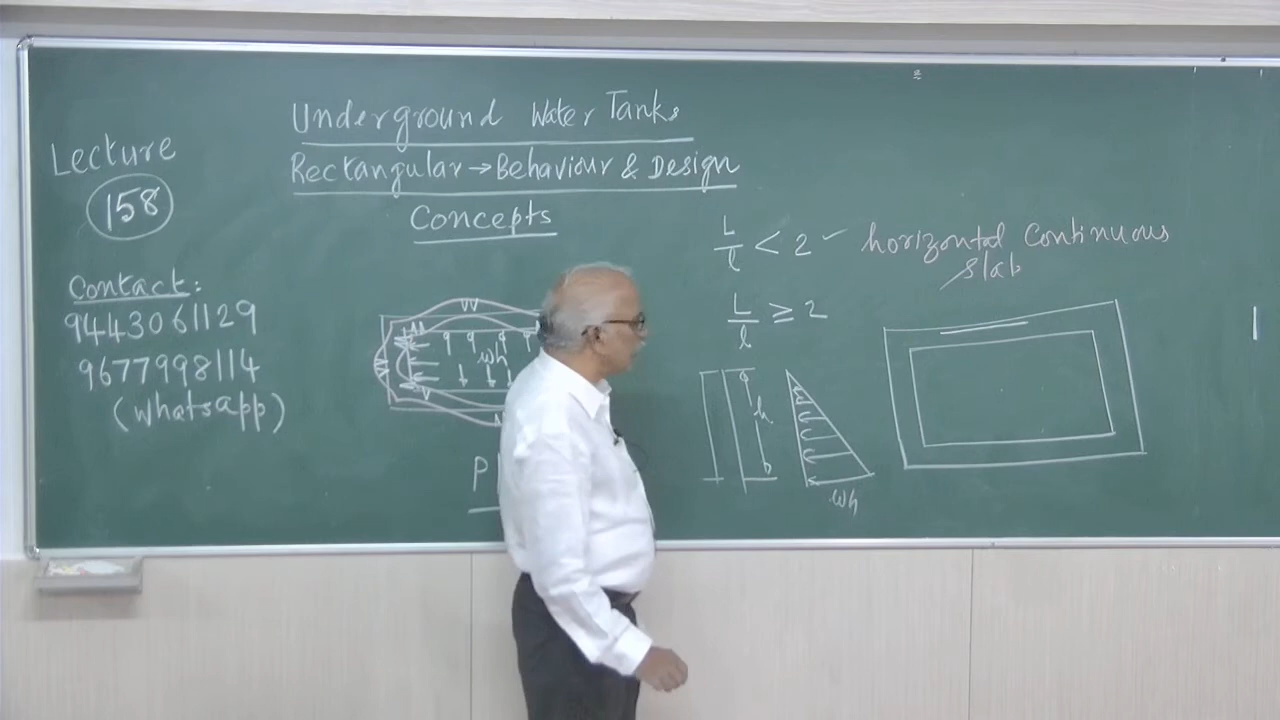 Underground Water Tanks
Rectangular → Behaviour & Design
Concepts
Lecture
158
Contact:
9443061129
9677998114
(Whatsapp)
wh
P
L/l < 2 horizontal continuous
slab
L/l ≥ 2
h
wh